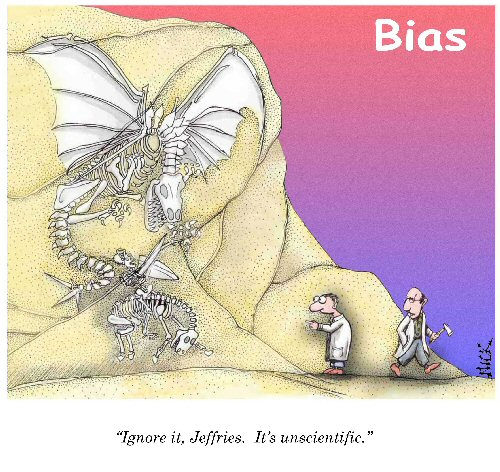 Bias
“Ignore it, Jeffries. It’s unscientific.”